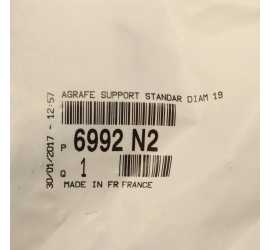 AGRAFE SUPPORT STANDAR DIAM 19
P 6992 N2
Q 1
MADE IN FR FRANCE
30/01/2017 - 12:57